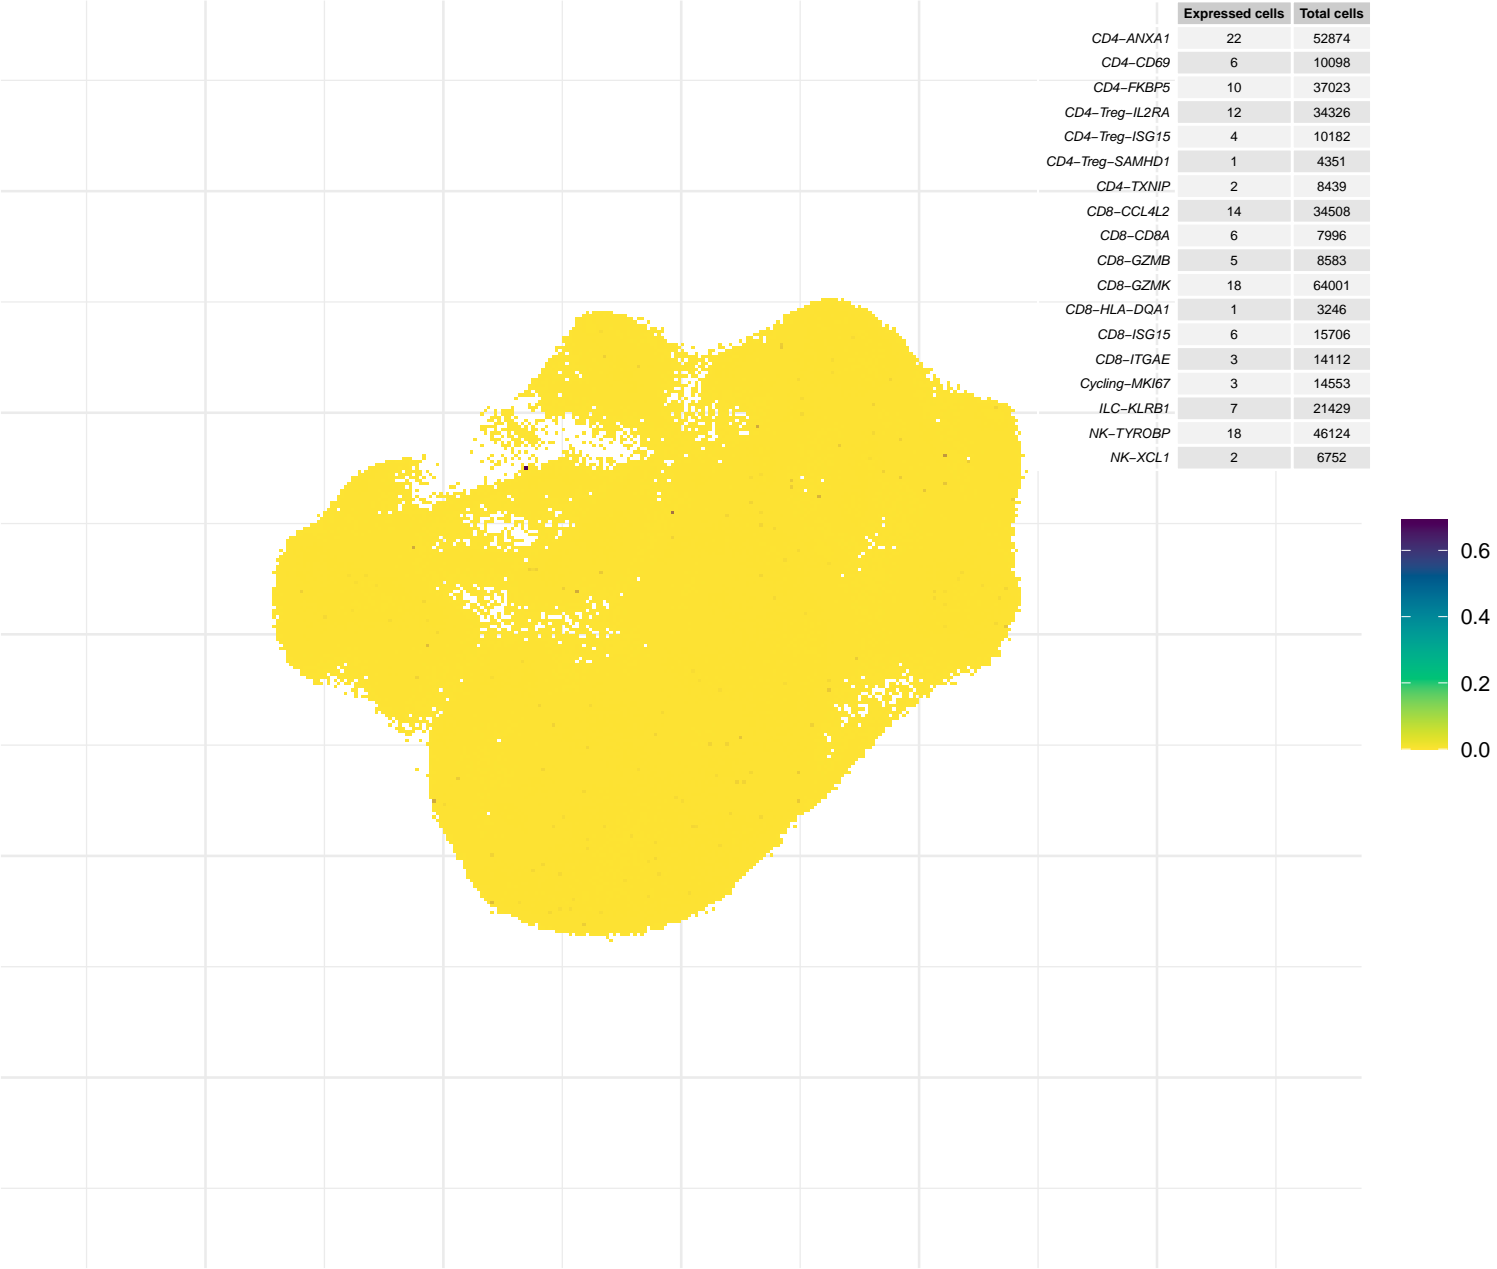 Expressed cells Total cells
CD4−ANXA1 22 52874
CD4−CD69 6 10098
CD4−FKBP5 10 37023
CD4−Treg−IL2RA 12 34326
CD4−Treg−ISG15 4 10182
CD4−Treg−SAMHD1 1 4351
CD4−TXNIP 2 8439
CD8−CCL4L2 14 34508
CD8−CD8A 6 7996
CD8−GZMB 5 8583
CD8−GZMK 18 64001
CD8−HLA−DQA1 1 3246
CD8−ISG15 6 15706
CD8−ITGAE 3 14112
Cycling−MKI67 3 14553
ILC−KLRB1 7 21429
NK−TYROBP 18 46124
NK−XCL1 2 6752
0.6
0.4
0.2
0.0